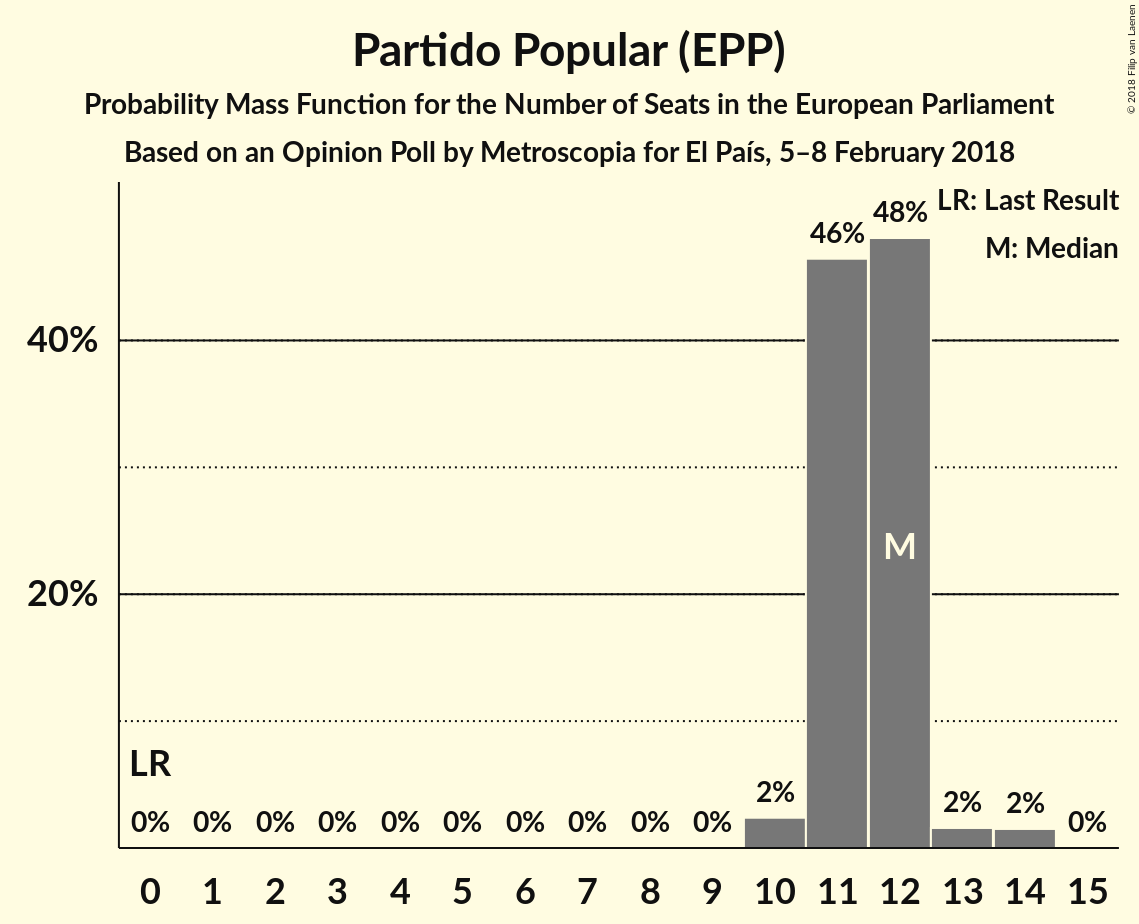 Partido Popular (EPP)
Probability Mass Function for the Number of Seats in the European Parliament
Based on an Opinion Poll by Metroscopia for El País, 5–8 February 2018
© 2018 Filip van Laenen
LR: Last Result
M: Median
40%
20%
LR
M
0% 0% 0% 0% 0% 0% 0% 0% 0% 0% 2% 46% 48% 2% 2% 0%
0 1 2 3 4 5 6 7 8 9 10 11 12 13 14 15